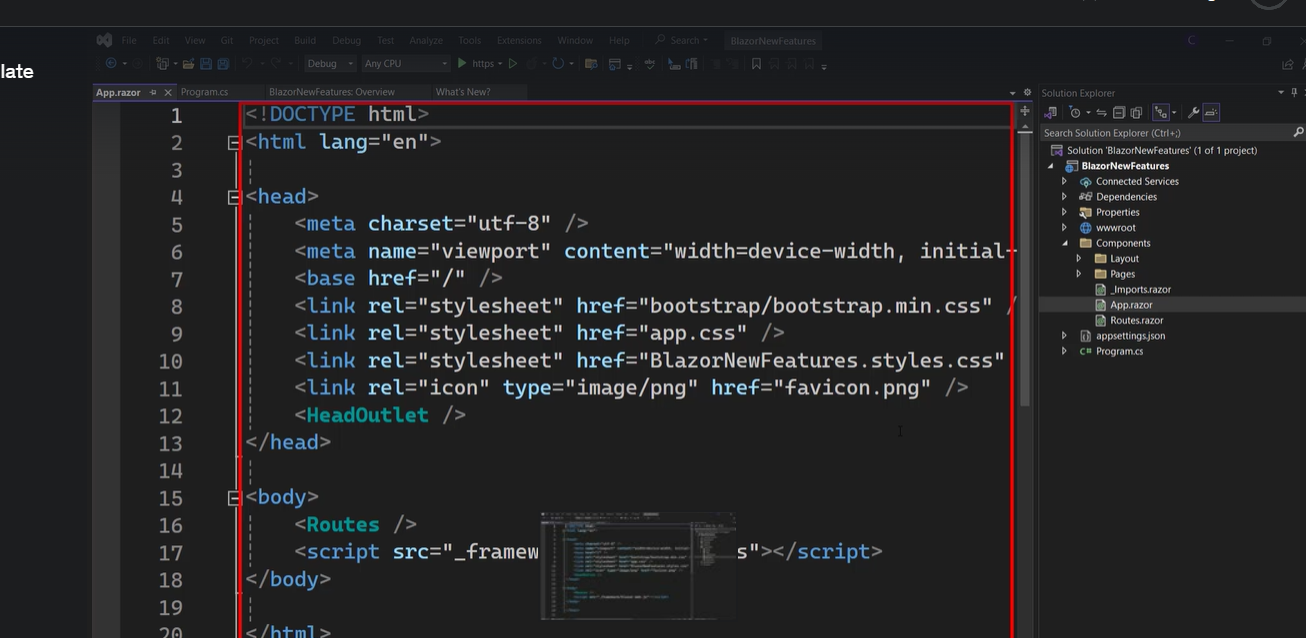 late
File Edit View Git Project Build Debug Test Analyze Tools Extensions Window Help Search BlazorNewFeatures
Debug Any CPU https
App.razor Program.cs BlazorNewFeatures: Overview What's New?
1 <!DOCTYPE html>
2 <html lang="en">
3
4 <head>
5 <meta charset="utf-8" />
6 <meta name="viewport" content="width=device-width, initial-
7 <base href="/" />
8 <link rel="stylesheet" href="bootstrap/bootstrap.min.css" /
9 <link rel="stylesheet" href="app.css" />
10 <link rel="stylesheet" href="BlazorNewFeatures.styles.css"
11 <link rel="icon" type="image/png" href="favicon.png" />
12 <HeadOutlet />
13 </head>
14
15 <body>
16 <Routes />
17 <script src="_framew s"></script>
18 </body>
19
20 </html>
Solution Explorer
Search Solution Explorer (Ctrl+;)
Solution 'BlazorNewFeatures' (1 of 1 project)
BlazorNewFeatures
Connected Services
Dependencies
Properties
wwwroot
Components
Layout
Pages
_Imports.razor
App.razor
Routes.razor
appsettings.json
C# Program.cs